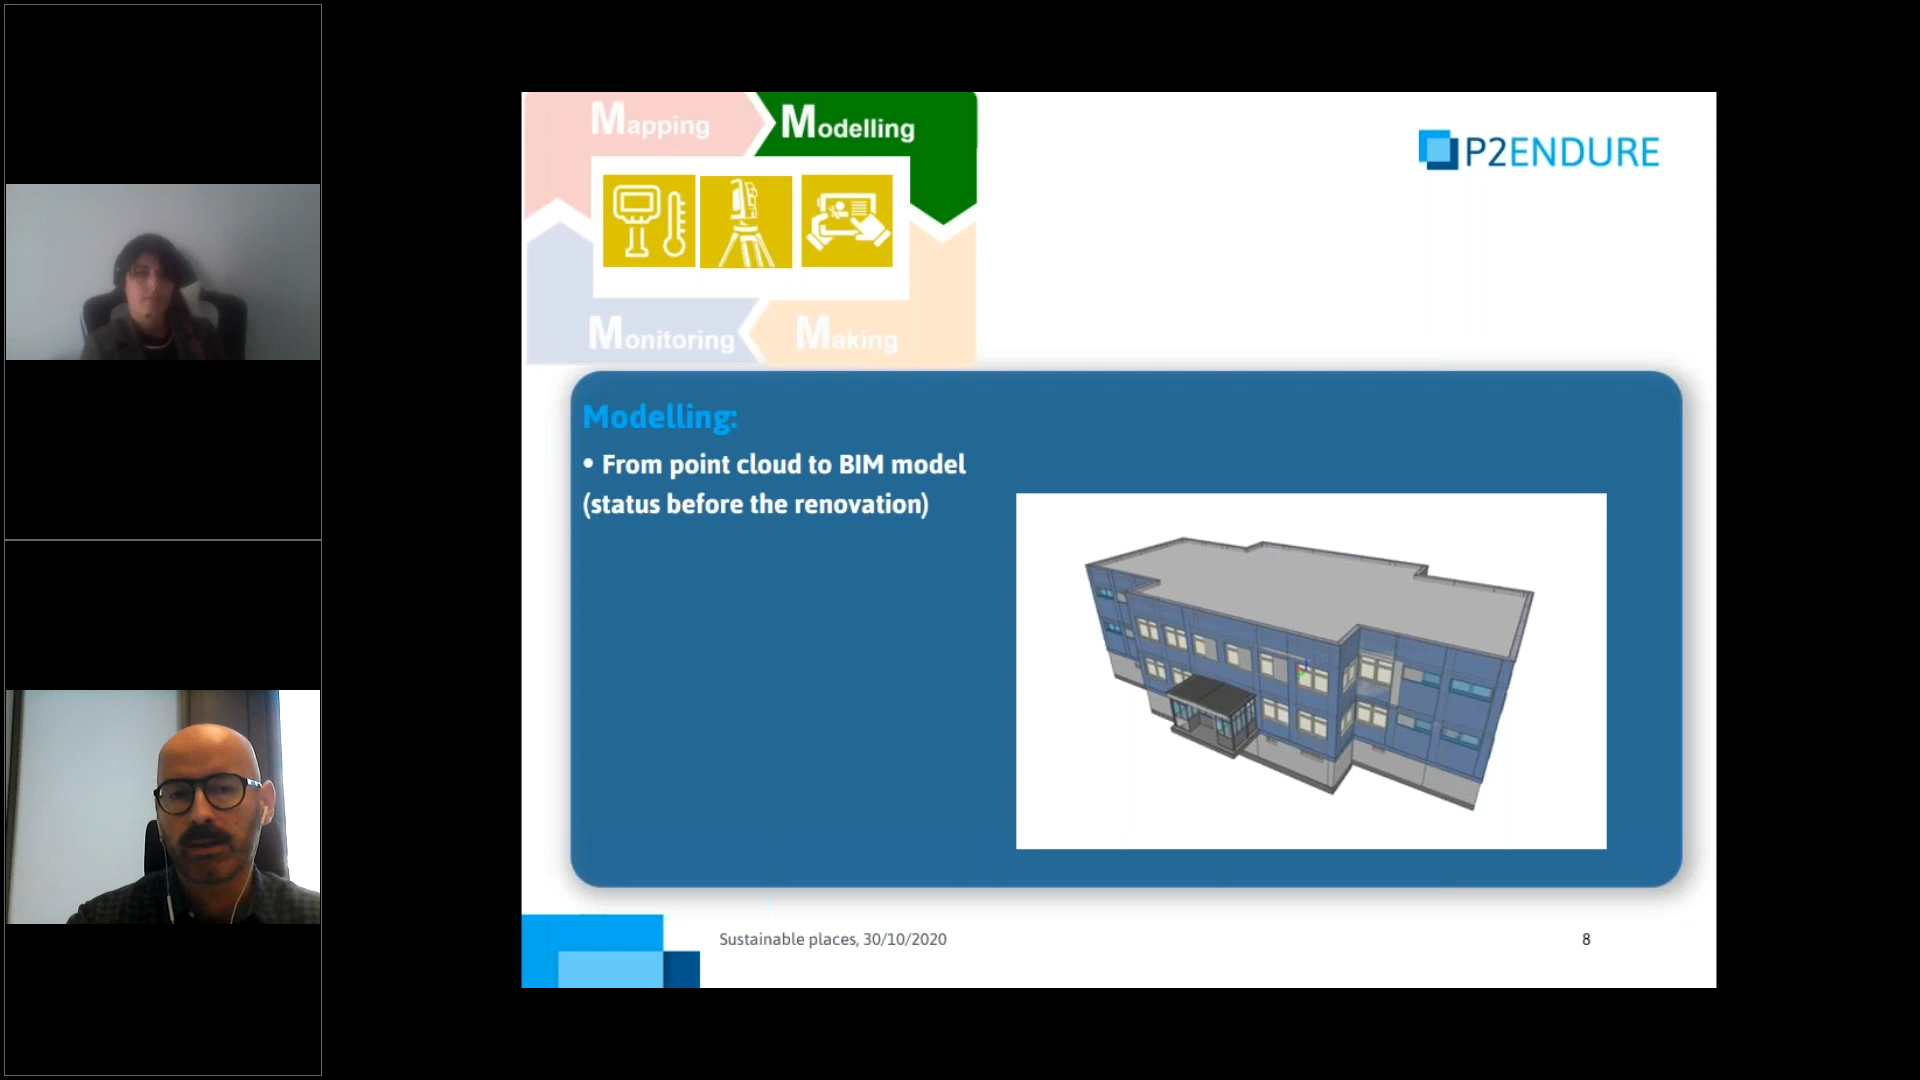 Mapping
Modelling
P2ENDURE
Monitoring
Making
Modelling:
• From point cloud to BIM model
(status before the renovation)
Sustainable places, 30/10/2020
8